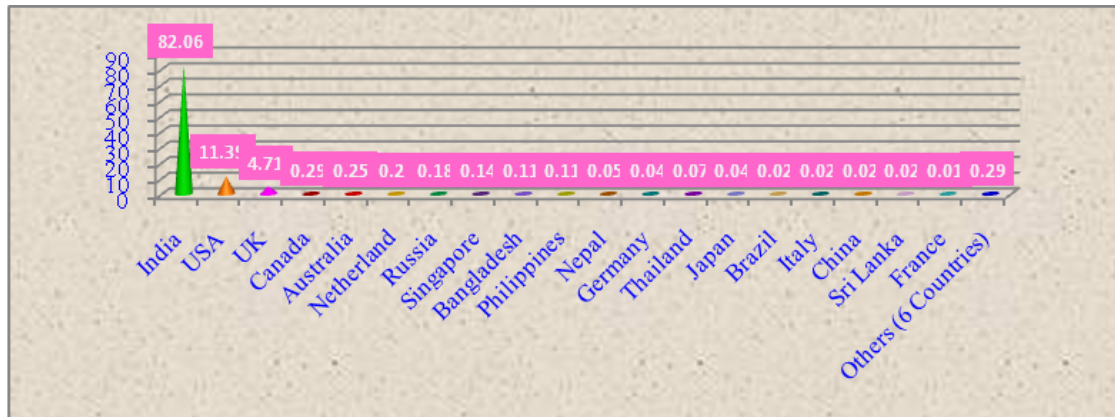 82.06
90
80
70
60
50
40
30
20
10
0
11.39
4.71
0.29
0.25
0.2
0.18
0.14
0.11
0.11
0.05
0.04
0.07
0.04
0.02
0.02
0.02
0.02
0.01
0.29
India
USA
UK
Canada
Australia
Netherland
Russia
Singapore
Bangladesh
Philippines
Nepal
Germany
Thailand
Japan
Brazil
Italy
China
Sri Lanka
France
Others (6 Countries)